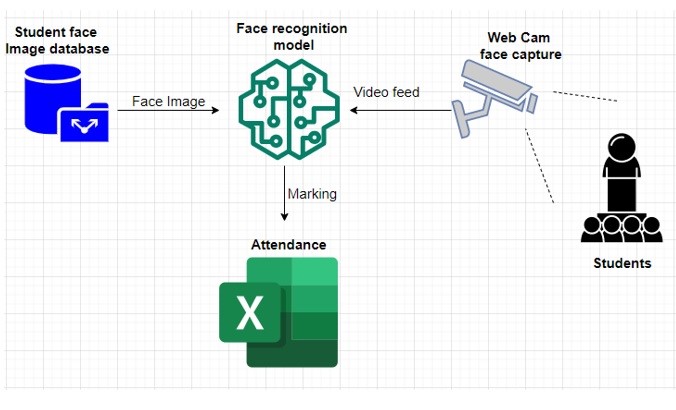 Student face
Image database
Face recognition
model
Web Cam
face capture
Face Image
Video feed
Marking
Attendance
X
Students